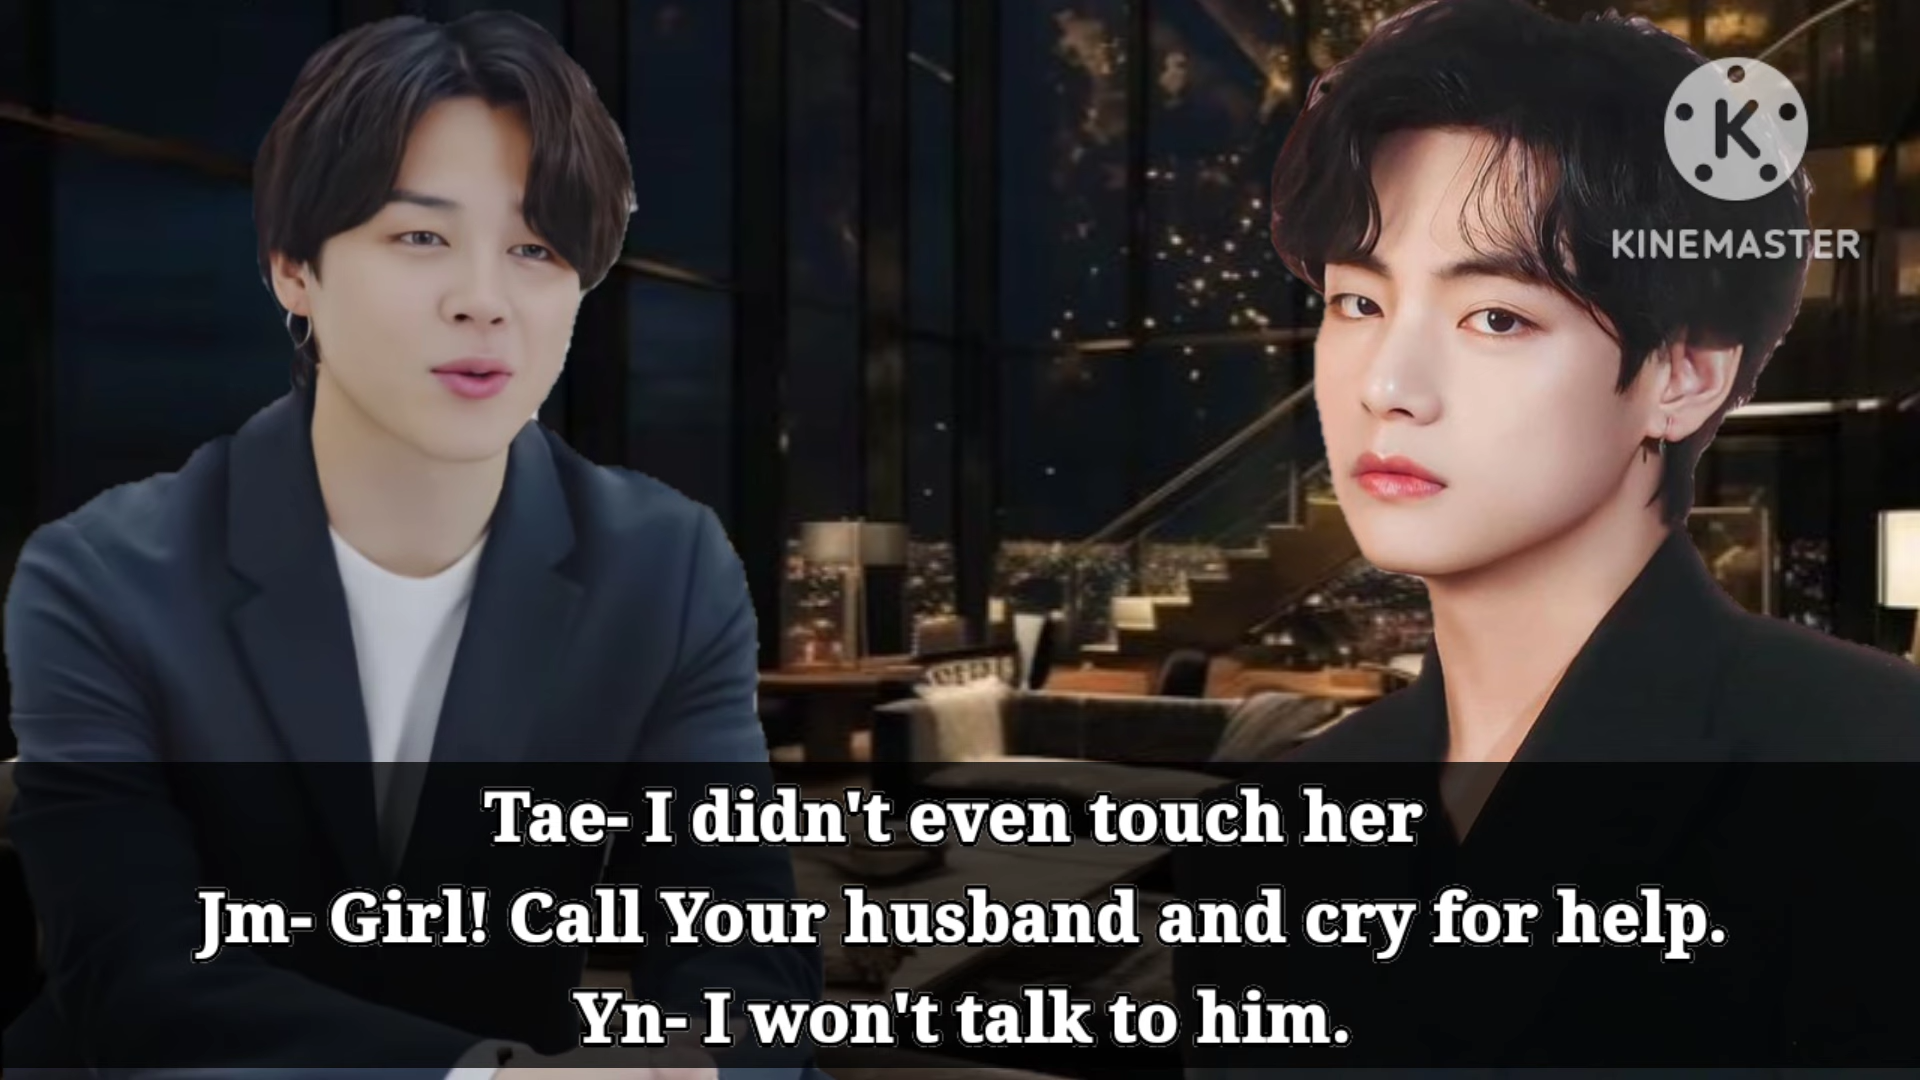 K
KINEMASTER
Tae- I didn't even touch her
Jm- Girl! Call Your husband and cry for help.
Yn- I won't talk to him.